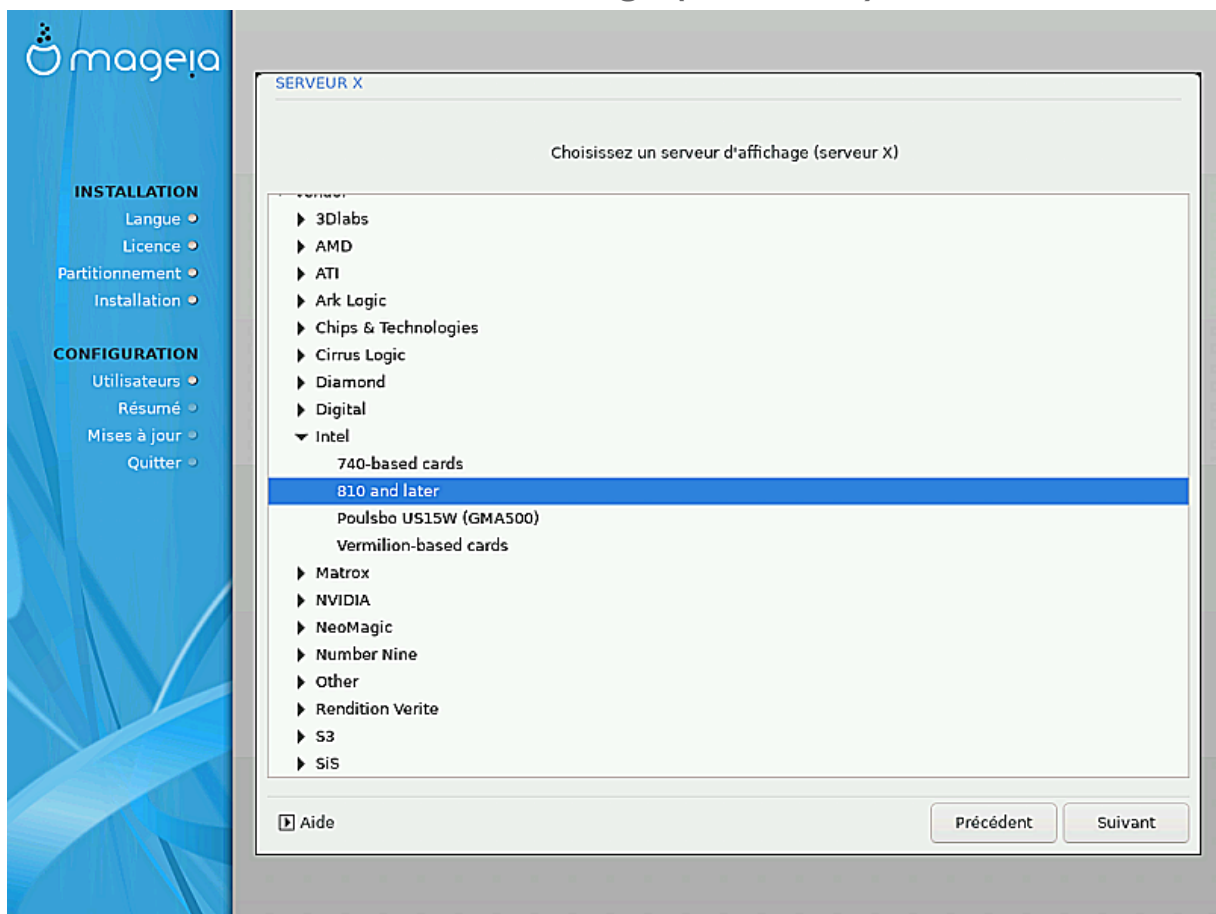 mageia
INSTALLATION
Langue
Licence
Partitionnement
Installation
CONFIGURATION
Utilisateurs
Résumé
Mises à jour
Quitter
SERVEUR X
Choisissez un serveur d'affichage (serveur X)
3Dlabs
AMD
ATI
Ark Logic
Chips & Technologies
Cirrus Logic
Diamond
Digital
Intel
740-based cards
810 and later
Poulsbo US15W (GMA500)
Vermilion-based cards
Matrox
NVIDIA
NeoMagic
Number Nine
Other
Rendition Verite
S3
SiS
Aide
Précédent
Suivant